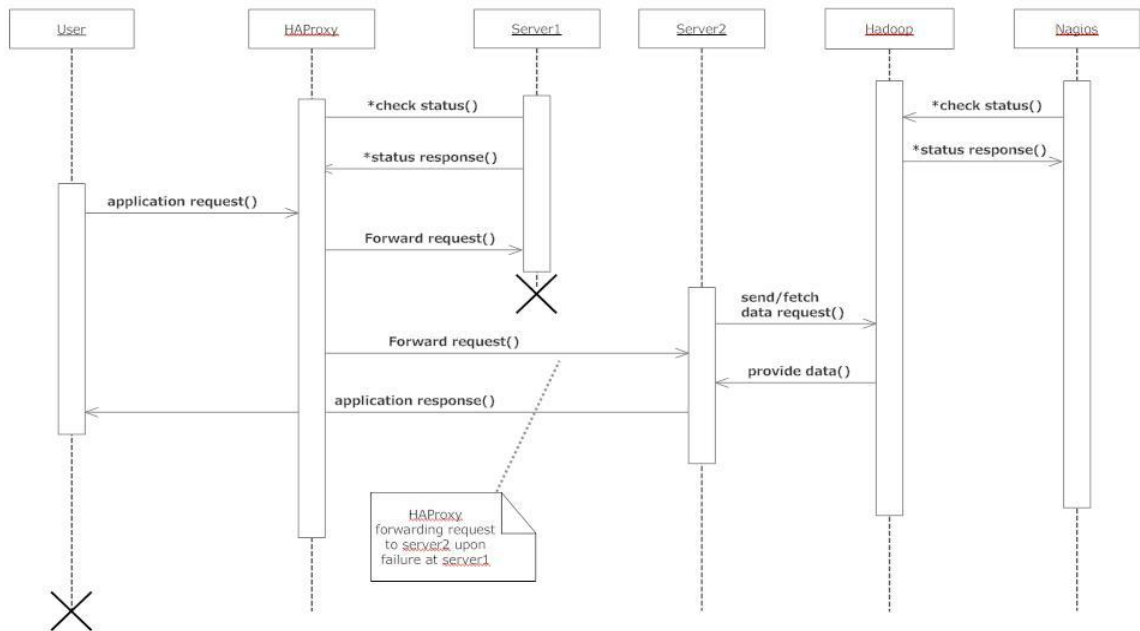 User
HAProxy
Server1
Server2
Hadoop
Nagios
*check status()
*check status()
*status response()
*status response()
application request()
Forward request()
send/fetch
data request()
Forward request()
provide data()
application response()
HAProxy
forwarding request
to server2 upon
failure at server1